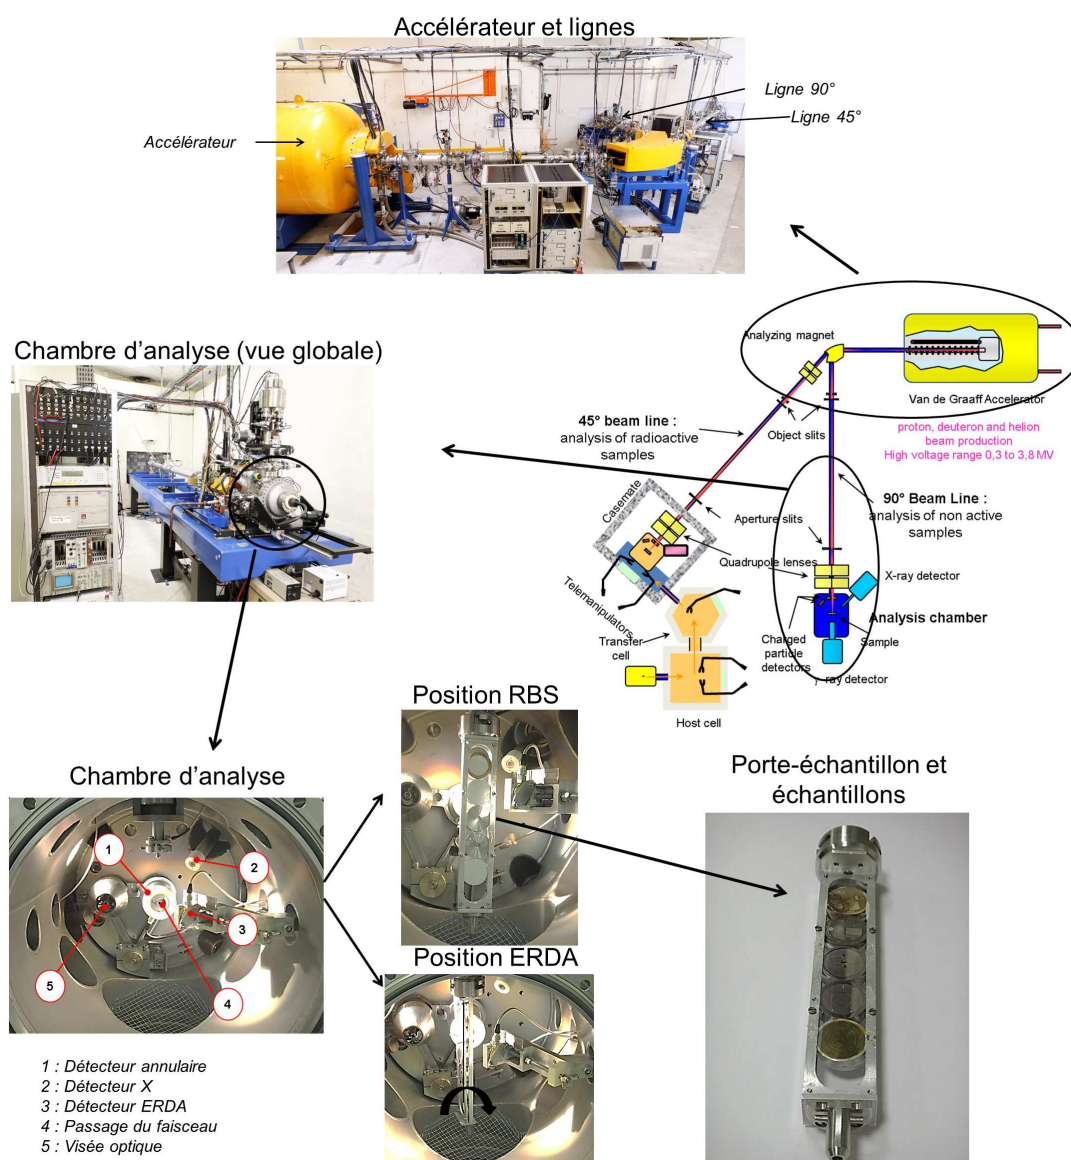 Accélérateur et lignes
Ligne 90°
Ligne 45°
Accélérateur
Chambre d'analyse (vue globale)
Analyzing magnet
Van de Graaff Accelerator
proton, deuteron and helion
beam production
High voltage range 0,3 to 3,8 MV
45° beam line :
analysis of radioactive
samples
Object slits
90° Beam Line :
analysis of non active
samples
Casemate
Aperture slits
Quadrupole lenses
X-ray detector
Telemanipulators
Analysis chamber
Transfer
cell
Charged
particle
detectors
Sample
γ-ray detector
Host cell
Position RBS
Chambre d'analyse
Porte-échantillon et
échantillons
1
2
3
4
5
Position ERDA
1 : Détecteur annulaire
2 : Détecteur X
3 : Détecteur ERDA
4 : Passage du faisceau
5 : Visée optique